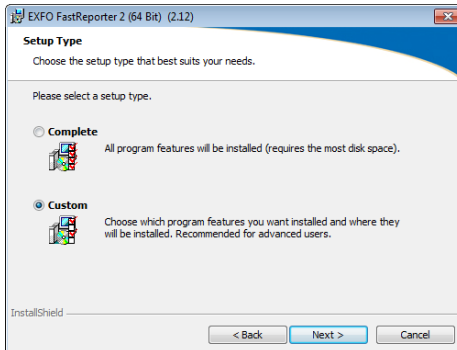 EXFO FastReporter 2 (64 Bit) (2.12)
Setup Type
Choose the setup type that best suits your needs.
Please select a setup type.
Complete
All program features will be installed (requires the most disk space).
Custom
Choose which program features you want installed and where they
will be installed. Recommended for advanced users.
InstallShield
< Back
Next >
Cancel